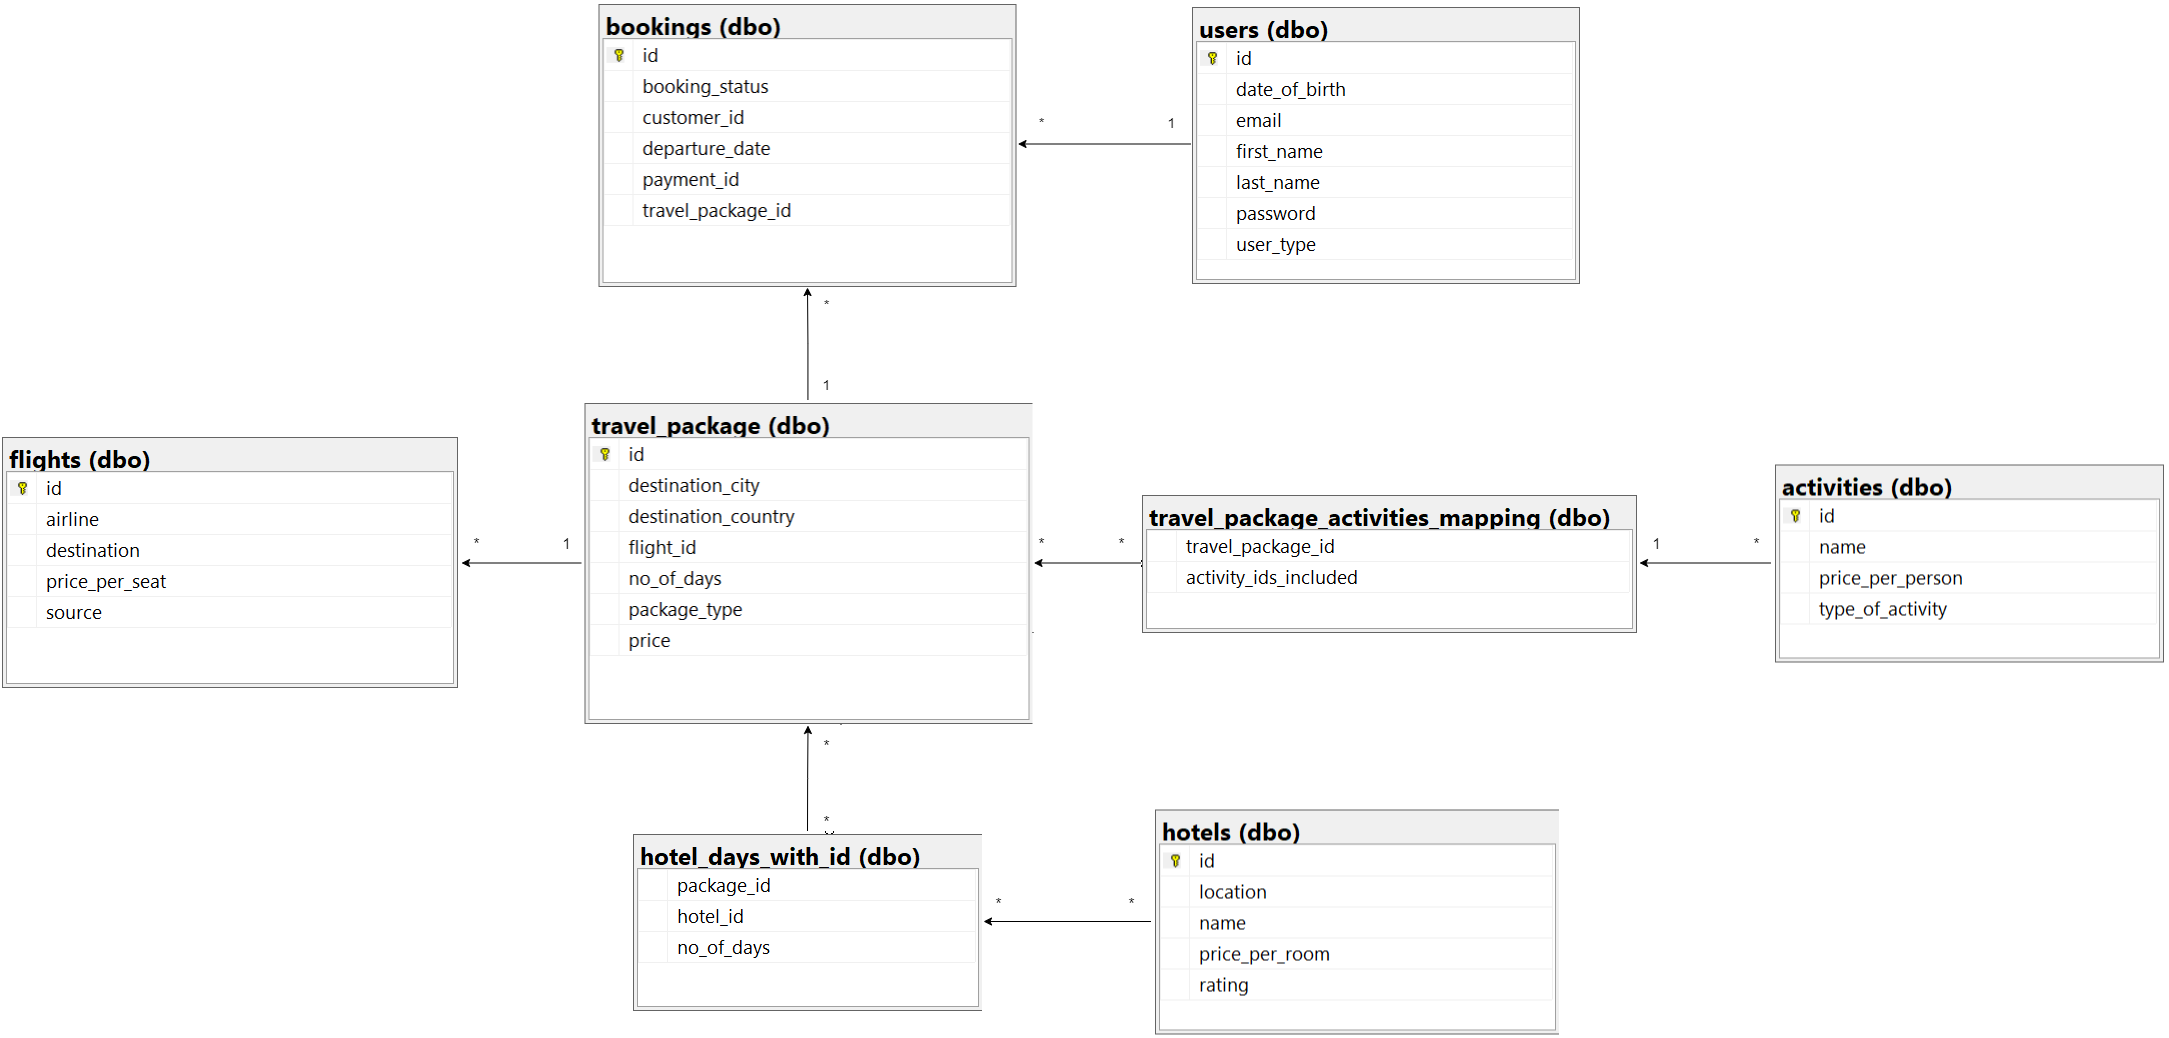 bookings (dbo)
id
booking_status
customer_id
departure_date
payment_id
travel_package_id
users (dbo)
id
date_of_birth
email
first_name
last_name
password
user_type
* 1
*
1
flights (dbo)
id
airline
destination
price_per_seat
source
* 1
travel_package (dbo)
id
destination_city
destination_country
flight_id
no_of_days
package_type
price
* *
travel_package_activities_mapping (dbo)
travel_package_id
activity_ids_included
1 *
activities (dbo)
id
name
price_per_person
type_of_activity
*
*
hotel_days_with_id (dbo)
package_id
hotel_id
no_of_days
* *
hotels (dbo)
id
location
name
price_per_room
rating